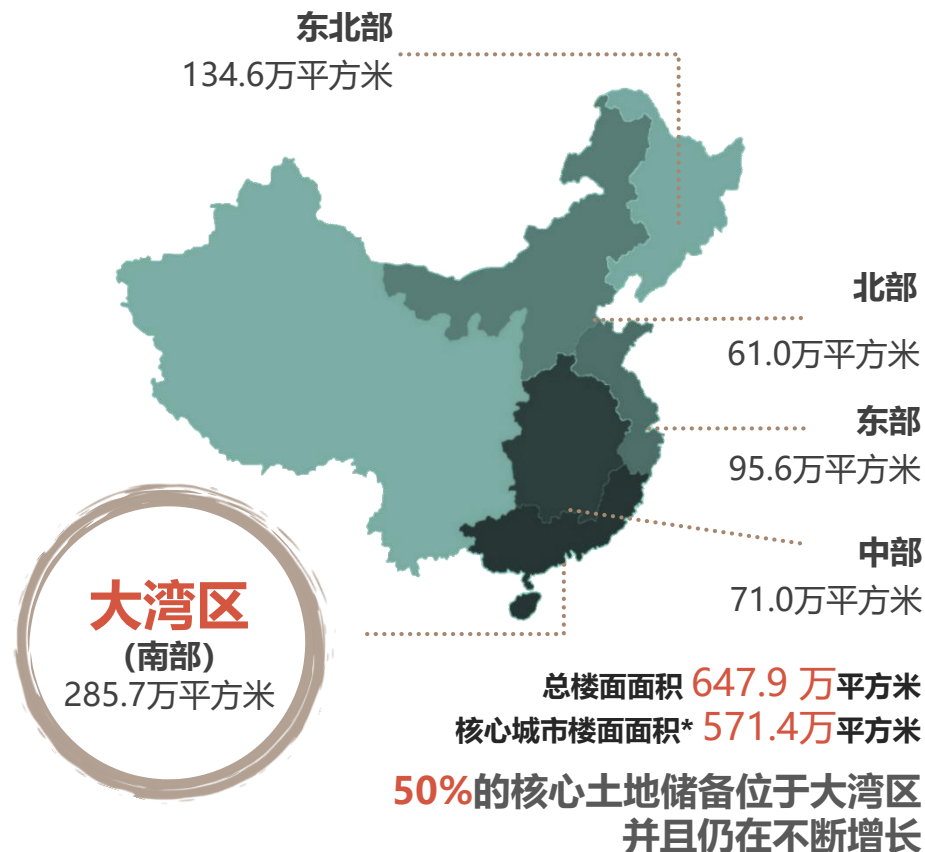 东北部
134.6万平方米
北部
61.0万平方米
东部
95.6万平方米
中部
71.0万平方米
大湾区
(南部)
285.7万平方米
总楼面面积 647.9 万平方米
核心城市楼面面积* 571.4万平方米
50%的核心土地储备位于大湾区
并且仍在不断增长